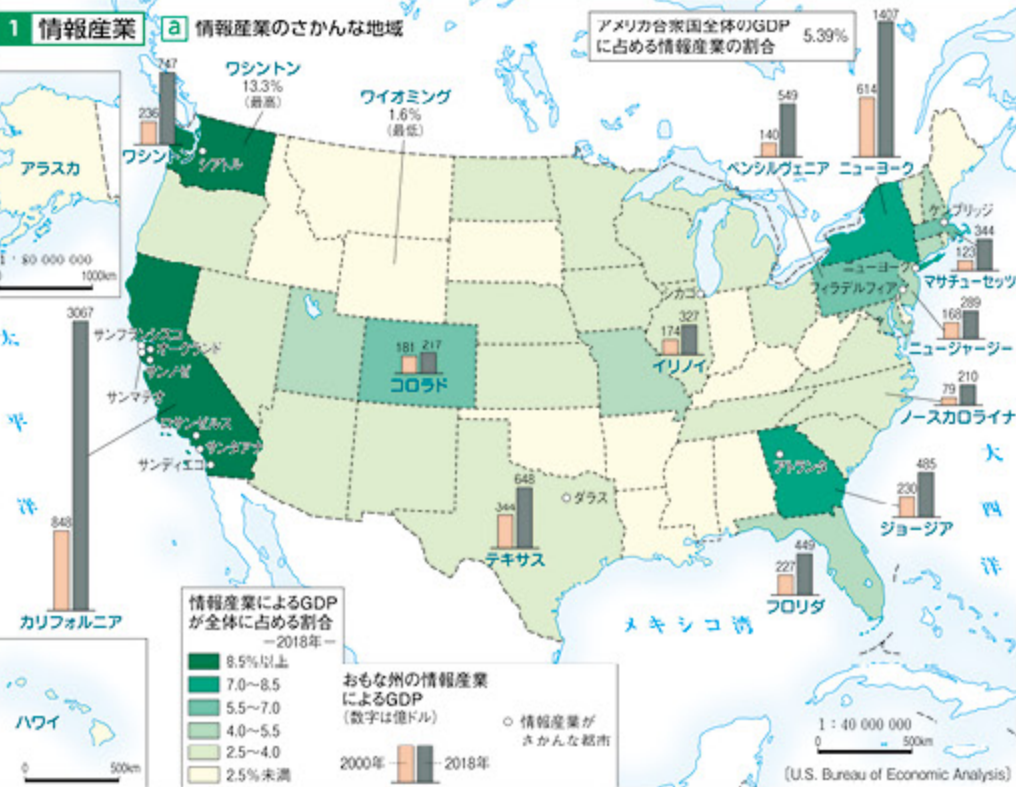 1 情報産業
a 情報産業のさかんな地域
アメリカ合衆国全体のGDP
に占める情報産業の割合
5.39%
747
236
ワシントン
シアトル
ワシントン
13.3%
(最高)
ワイオミング
1.6%
(最低)
549
140
ペンシルヴェニア
1407
614
ニューヨーク
アラスカ
1:80 000 000
0 1000km
ケンブリッジ
344
123
マサチューセッツ
ニューヨーク
フィラデルフィア
289
168
ニュージャージー
シカゴ
327
174
イリノイ
181 217
コロラド
210
79
ノースカロライナ
太
平
洋
3067
848
カリフォルニア
サンフランシスコ
オークランド
サンノゼ
サンマテオ
ロサンゼルス
サンタアナ
サンディエゴ
アトランタ
485
230
ジョージア
大
西
洋
648
344
テキサス
ダラス
449
227
フロリダ
メキシコ湾
情報産業によるGDP
が全体に占める割合
−2018年−
8.5%以上
7.0〜8.5
5.5〜7.0
4.0〜5.5
2.5〜4.0
2.5%未満
おもな州の情報産業
によるGDP
(数字は億ドル)
2000年 2018年
情報産業が
さかんな都市
ハワイ
0 500km
1:40 000 000
0 500km
〔U.S. Bureau of Economic Analysis〕